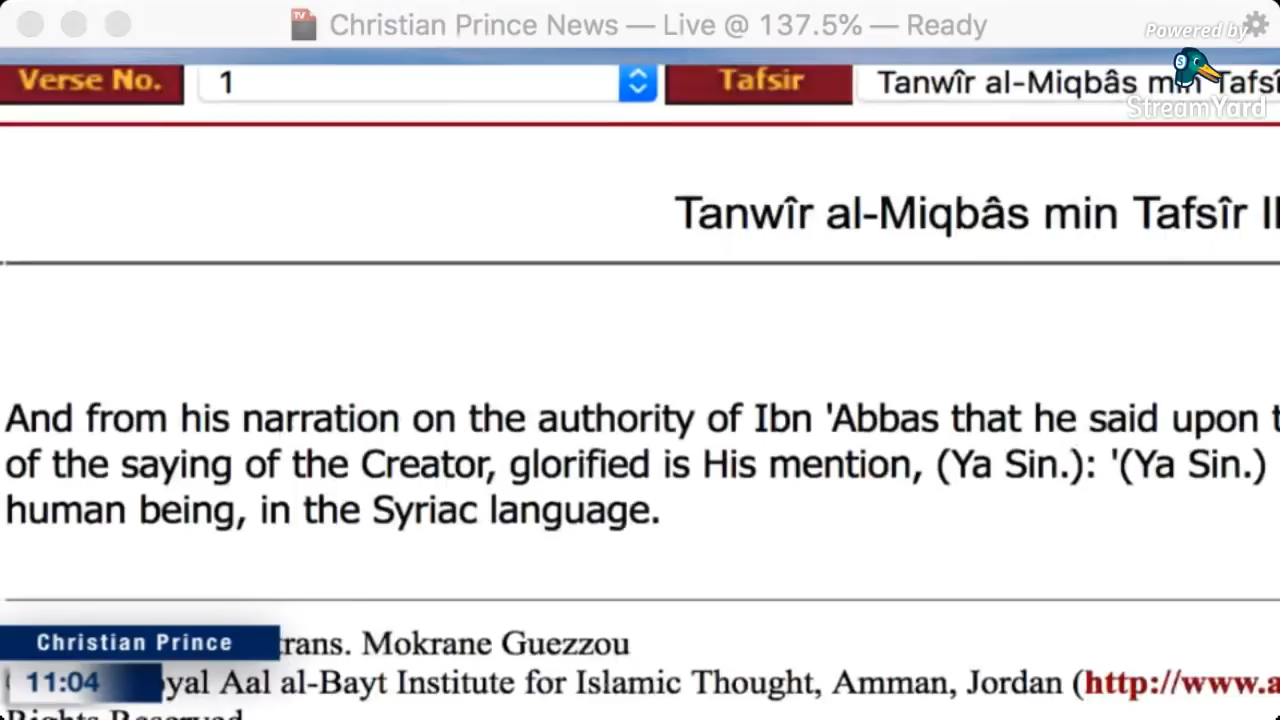 Christian Prince News — Live @ 137.5% — Ready
Powered by
StreamYard
Verse No. 1 Tafsir Tanwîr al-Miqbâs min Tafsî
Tanwîr al-Miqbâs min Tafsîr
And from his narration on the authority of Ibn 'Abbas that he said upon
of the saying of the Creator, glorified is His mention, (Ya Sin.): '(Ya Sin.)
human being, in the Syriac language.
Christian Prince
trans. Mokrane Guezzou
11:04
yal Aal al-Bayt Institute for Islamic Thought, Amman, Jordan (http://www.a
Rights Reserved